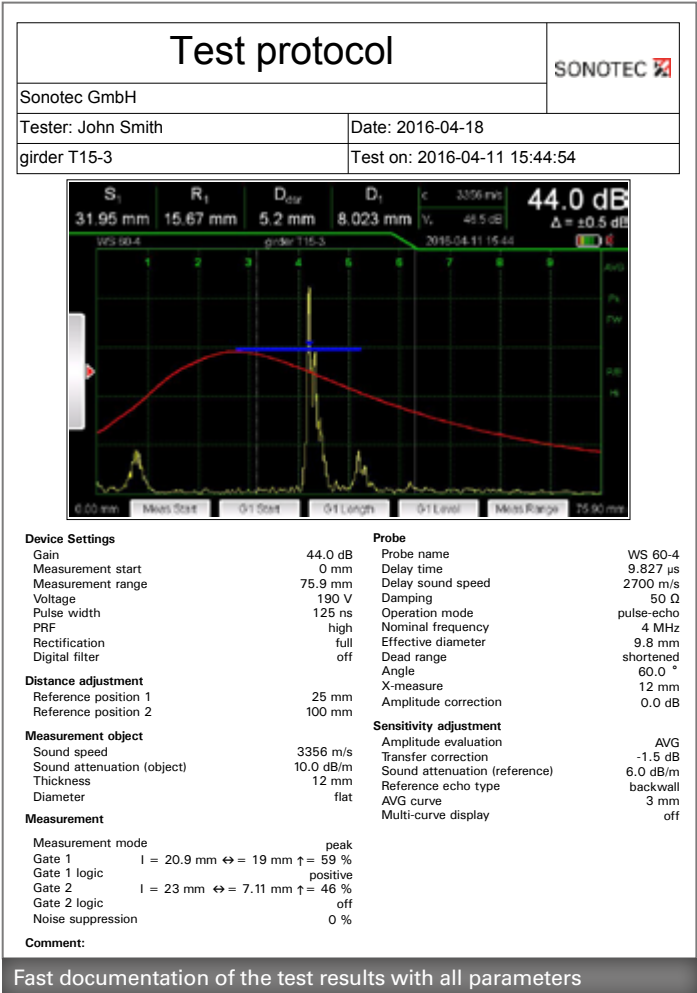 Test protocol
SONOTEC
Sonotec GmbH
Tester: John Smith
Date: 2016-04-18
girder T15-3
Test on: 2016-04-11 15:44:54
S₁ R₁ D_DSR D₁ c 3356 m/s 44.0 dB
31.95 mm 15.67 mm 5.2 mm 8.023 mm Vᵣ 46.5 dB Δ = ±0.5 dB
WS 60-4 girder T15-3 2016-04-11 15:44
1 2 3 4 5 6 7 8 9
AVG
Pk
FW
Hi
0.00 mm Meas Start G1 Start G1 Length G1 Level Meas Range 75.90 mm
Device Settings
Gain 44.0 dB
Measurement start 0 mm
Measurement range 75.9 mm
Voltage 190 V
Pulse width 125 ns
PRF high
Rectification full
Digital filter off
Distance adjustment
Reference position 1 25 mm
Reference position 2 100 mm
Measurement object
Sound speed 3356 m/s
Sound attenuation (object) 10.0 dB/m
Thickness 12 mm
Diameter flat
Measurement
Measurement mode peak
Gate 1 I = 20.9 mm ↔= 19 mm ↑= 59 %
Gate 1 logic positive
Gate 2 I = 23 mm ↔= 7.11 mm ↑= 46 %
Gate 2 logic off
Noise suppression 0 %
Comment:
Probe
Probe name WS 60-4
Delay time 9.827 µs
Delay sound speed 2700 m/s
Damping 50 Ω
Operation mode pulse-echo
Nominal frequency 4 MHz
Effective diameter 9.8 mm
Dead range shortened
Angle 60.0 °
X-measure 12 mm
Amplitude correction 0.0 dB
Sensitivity adjustment
Amplitude evaluation AVG
Transfer correction -1.5 dB
Sound attenuation (reference) 6.0 dB/m
Reference echo type backwall
AVG curve 3 mm
Multi-curve display off
Fast documentation of the test results with all parameters